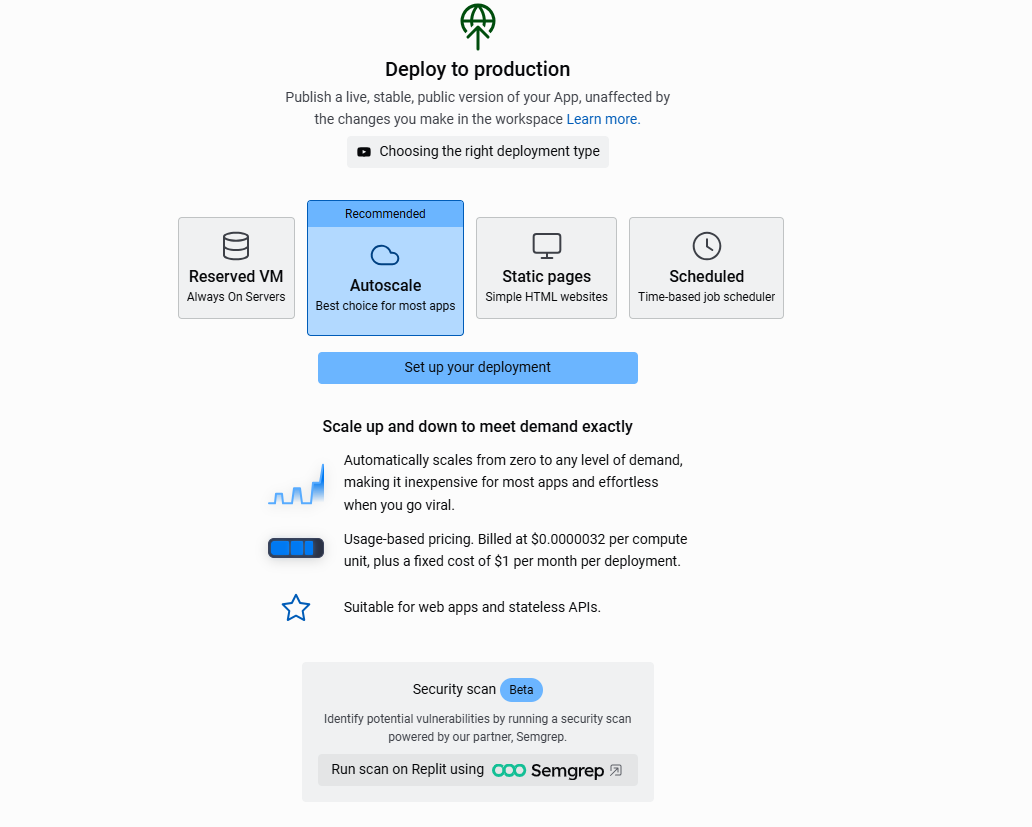 Deploy to production
Publish a live, stable, public version of your App, unaffected by
the changes you make in the workspace Learn more.
Choosing the right deployment type
Reserved VM
Always On Servers
Recommended
Autoscale
Best choice for most apps
Static pages
Simple HTML websites
Scheduled
Time-based job scheduler
Set up your deployment
Scale up and down to meet demand exactly
Automatically scales from zero to any level of demand,
making it inexpensive for most apps and effortless
when you go viral.
Usage-based pricing. Billed at $0.0000032 per compute
unit, plus a fixed cost of $1 per month per deployment.
Suitable for web apps and stateless APIs.
Security scan Beta
Identify potential vulnerabilities by running a security scan
powered by our partner, Semgrep.
Run scan on Replit using Semgrep